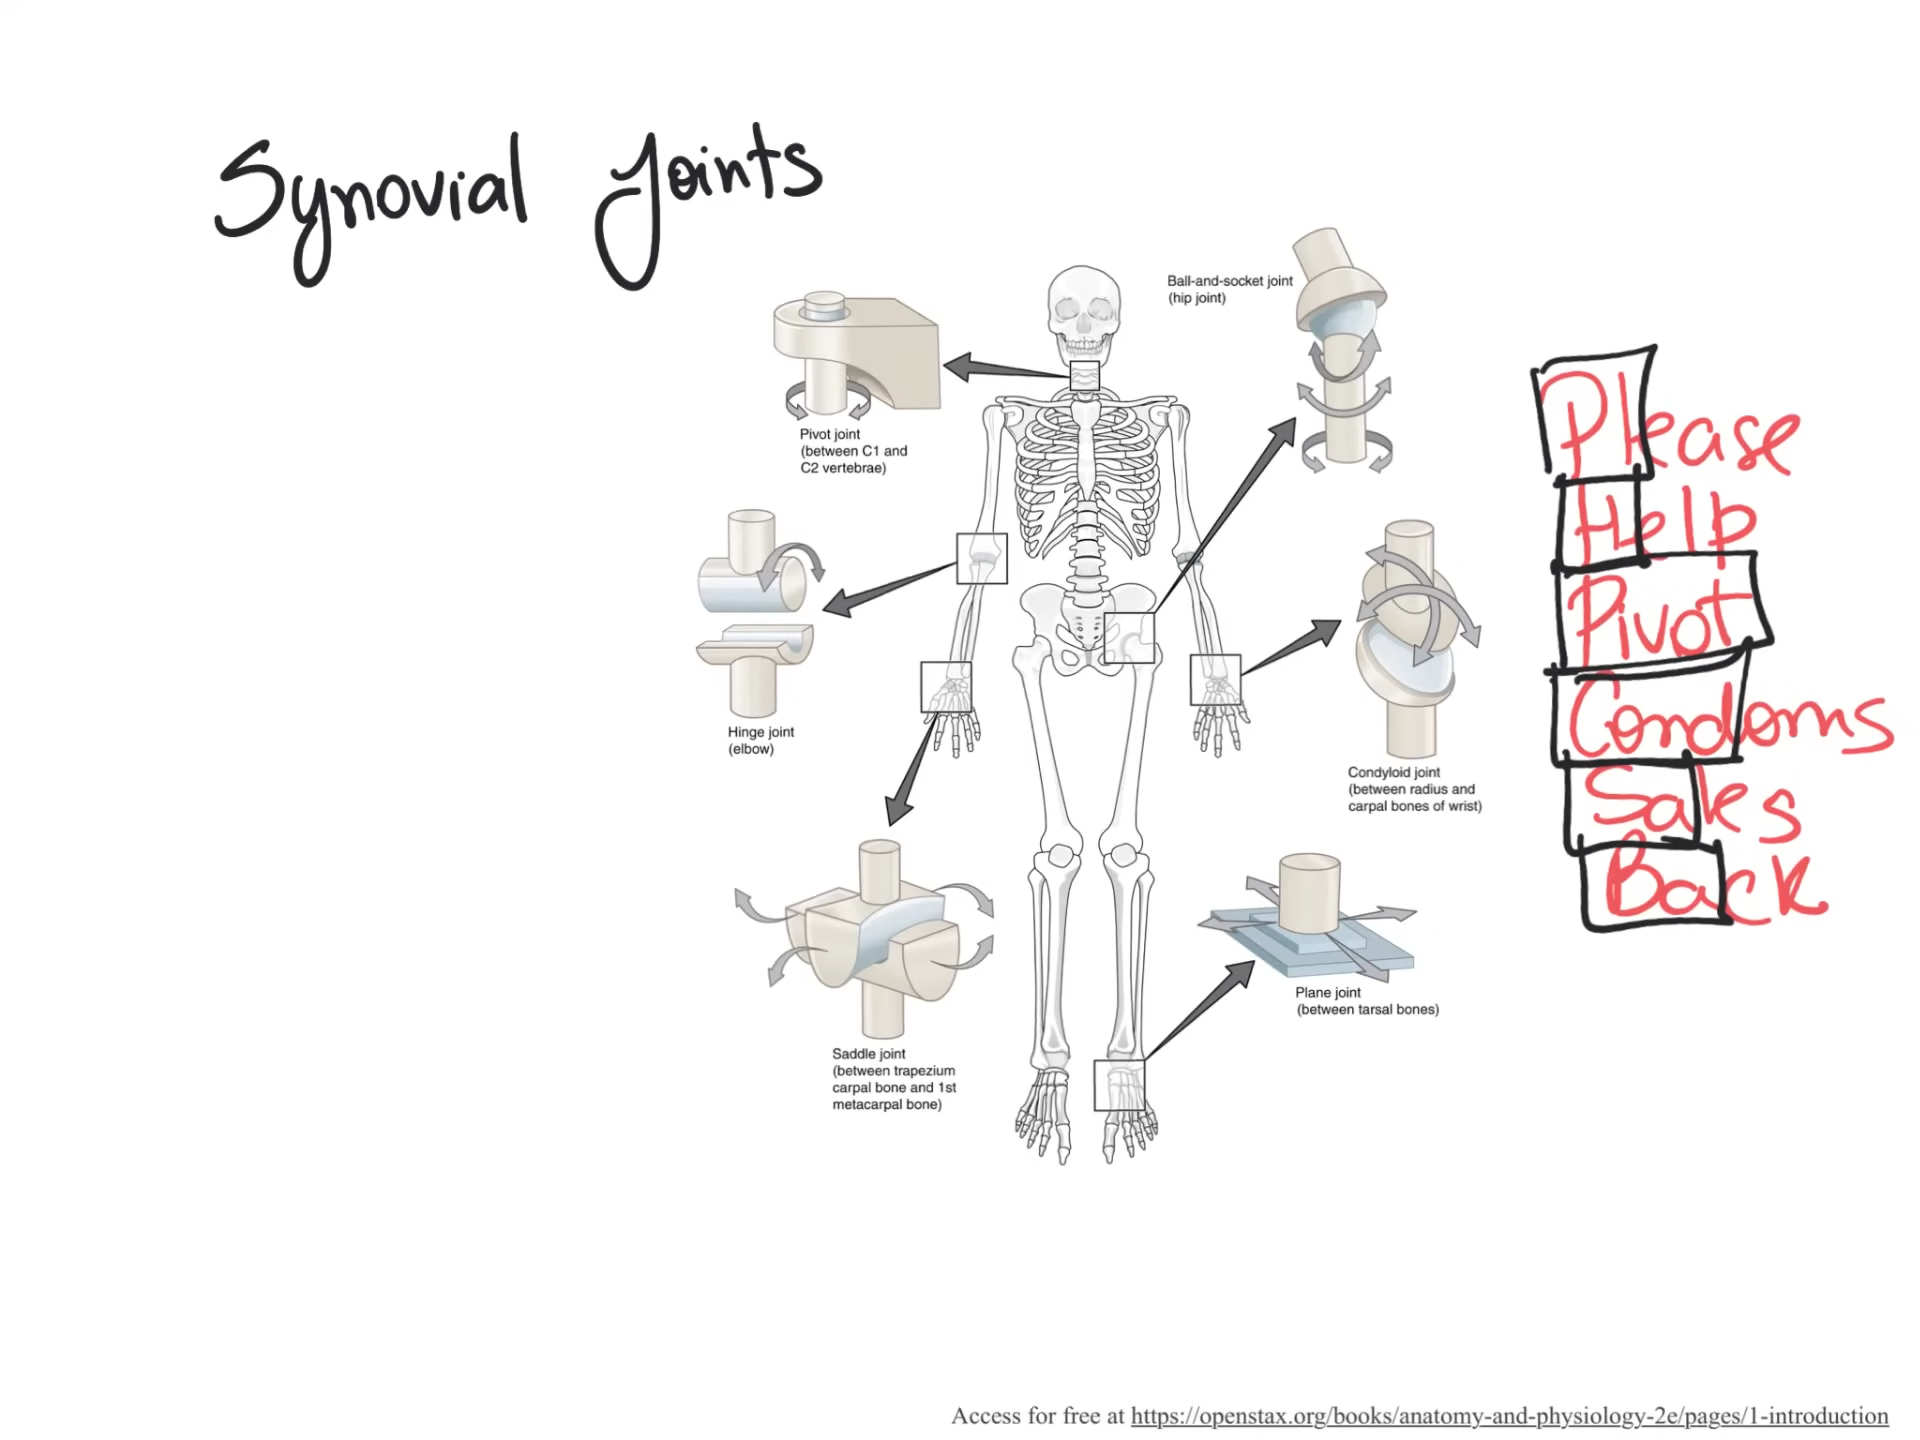 Synovial Joints
Ball-and-socket joint
(hip joint)
Pivot joint
(between C1 and
C2 vertebrae)
Hinge joint
(elbow)
Condyloid joint
(between radius and
carpal bones of wrist)
Saddle joint
(between trapezium
carpal bone and 1st
metacarpal bone)
Plane joint
(between tarsal bones)
Please
Help
Pivot
Condoms
Sales
Back
Access for free at https://openstax.org/books/anatomy-and-physiology-2e/pages/1-introduction